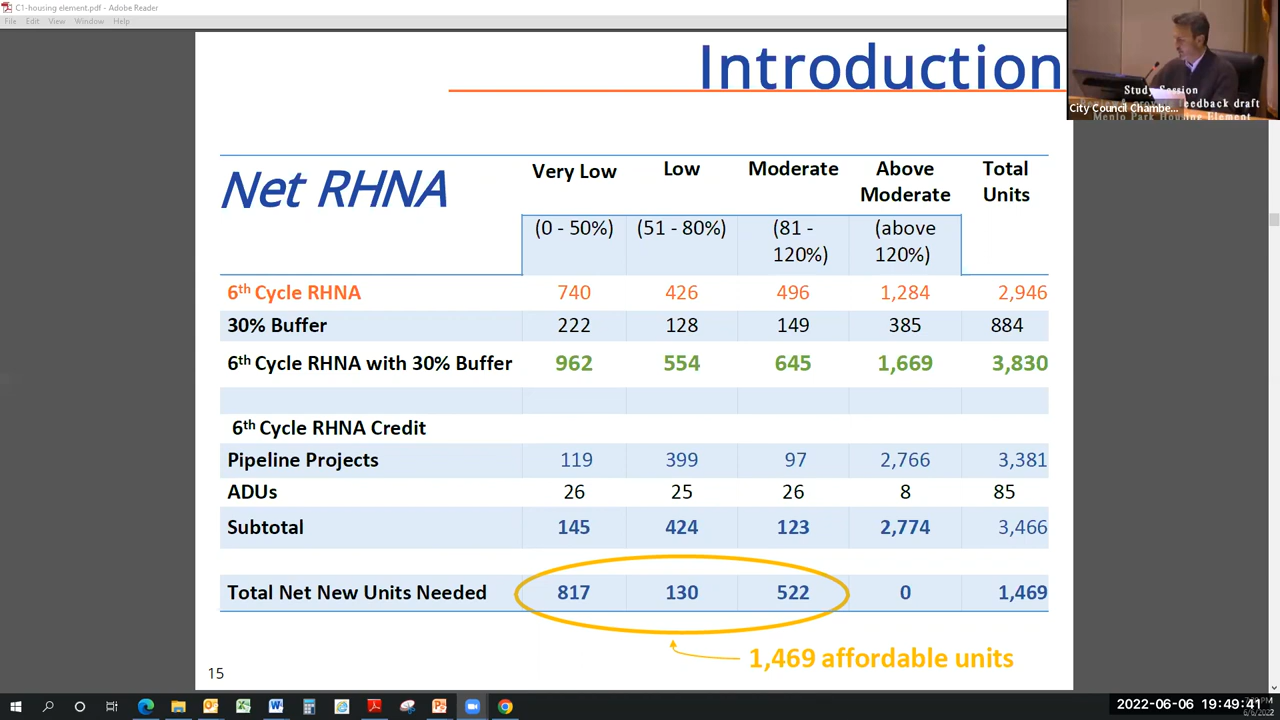 C1-housing element.pdf - Adobe Reader
File Edit View Window Help
Introduction
Study Session
feedback draft
City Council Chambe...
Menlo Park Housing Element
Net RHNA
Very Low Low Moderate Above Moderate Total Units
(0 - 50%) (51 - 80%) (81 - 120%) (above 120%)
6th Cycle RHNA 740 426 496 1,284 2,946
30% Buffer 222 128 149 385 884
6th Cycle RHNA with 30% Buffer 962 554 645 1,669 3,830
6th Cycle RHNA Credit
Pipeline Projects 119 399 97 2,766 3,381
ADUs 26 25 26 8 85
Subtotal 145 424 123 2,774 3,466
Total Net New Units Needed 817 130 522 0 1,469
1,469 affordable units
15
2022-06-06 19:49:41